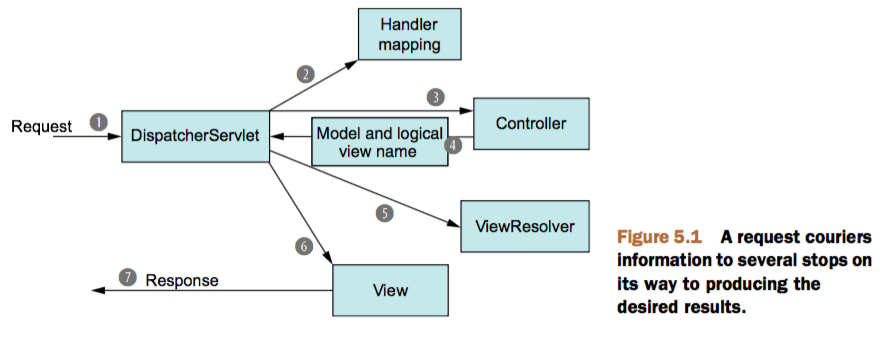 Handler
mapping
2
3
Request
1
DispatcherServlet
Model and logical
view name
4
Controller
5
ViewResolver
6
7
Response
View
Figure 5.1 A request couriers
information to several stops on
its way to producing the
desired results.